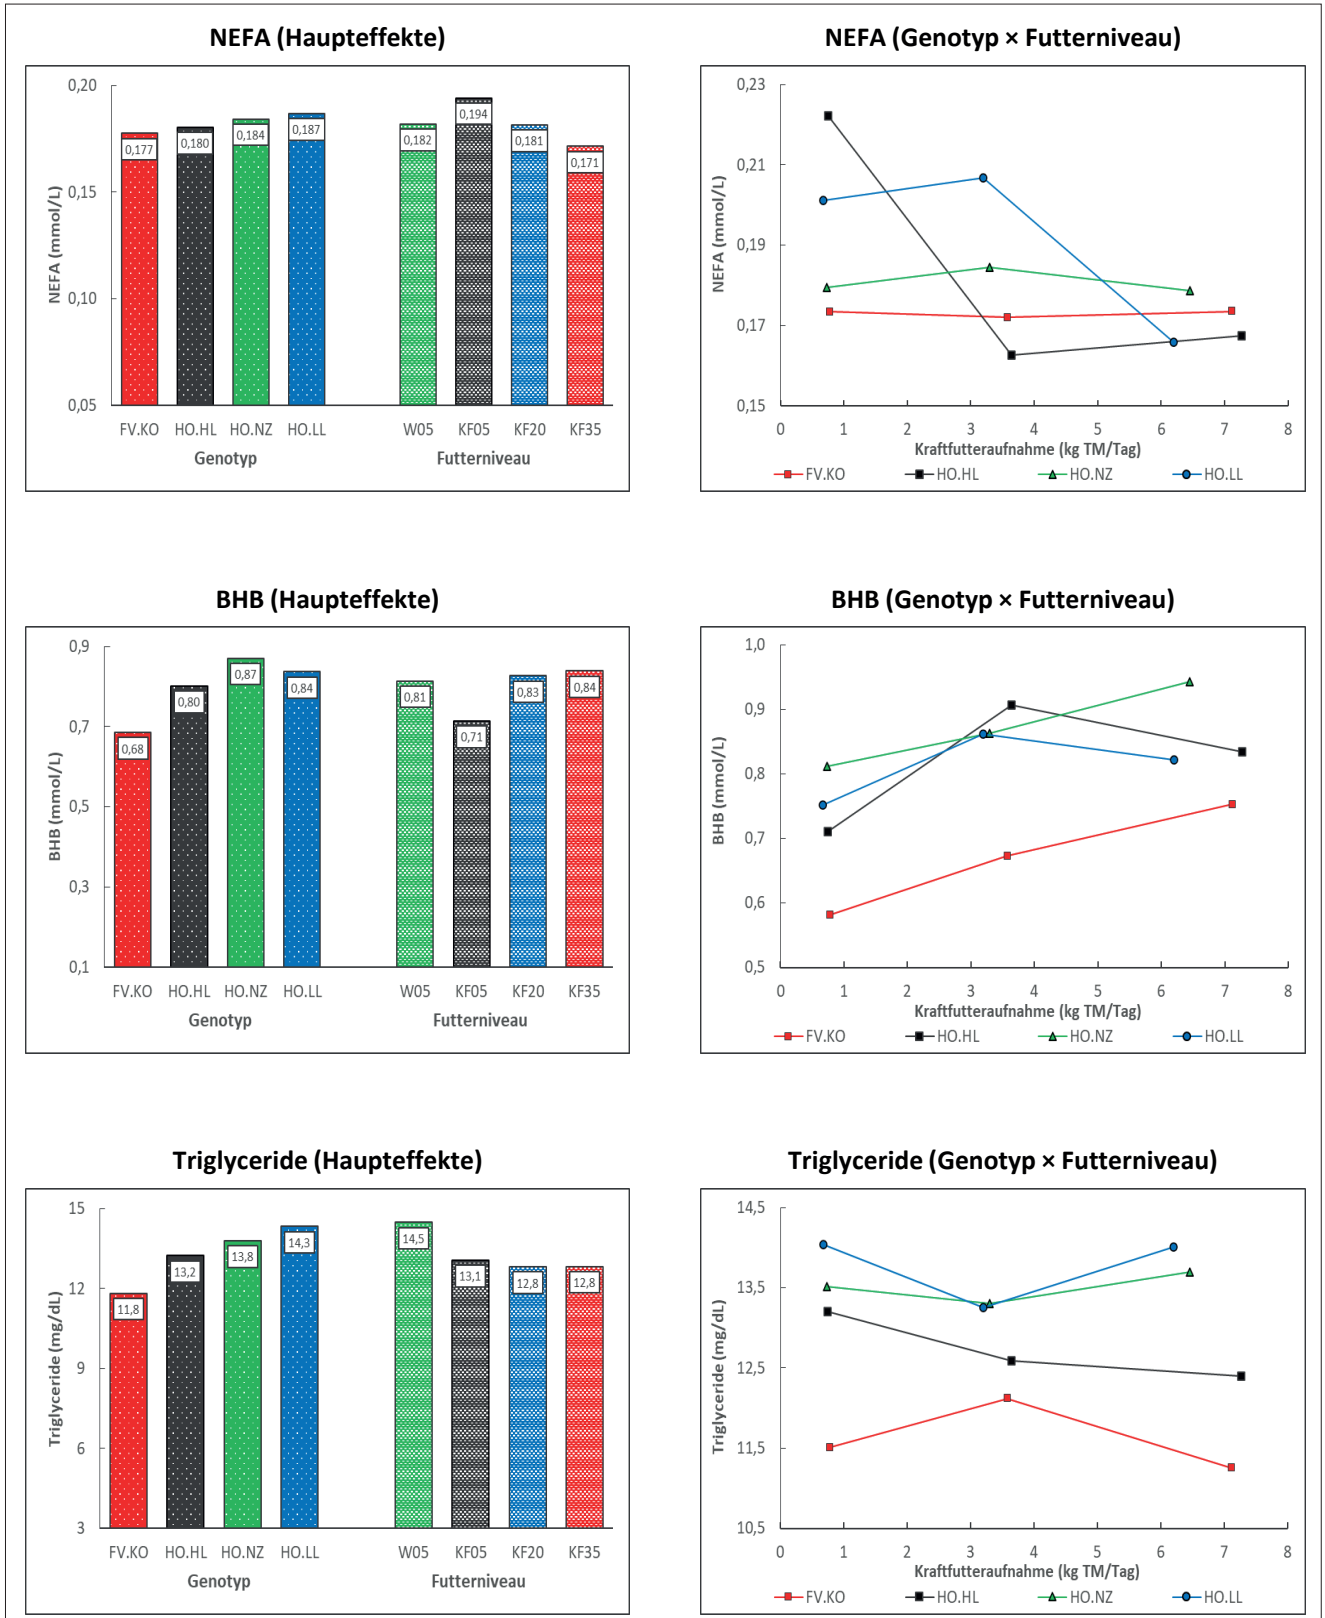 NEFA (Haupteffekte)
0,20
0,15
0,10
0,05
NEFA (mmol/L)
0,177
0,180
0,184
0,187
0,182
0,194
0,181
0,171
FV.KO HO.HL HO.NZ HO.LL W05 KF05 KF20 KF35
Genotyp Futterniveau
NEFA (Genotyp × Futterniveau)
0,23
0,21
0,19
0,17
0,15
NEFA (mmol/L)
0 1 2 3 4 5 6 7 8
Kraftfutteraufnahme (kg TM/Tag)
FV.KO HO.HL HO.NZ HO.LL
BHB (Haupteffekte)
0,9
0,7
0,5
0,3
0,1
BHB (mmol/L)
0,68
0,80
0,87
0,84
0,81
0,71
0,83
0,84
FV.KO HO.HL HO.NZ HO.LL W05 KF05 KF20 KF35
Genotyp Futterniveau
BHB (Genotyp × Futterniveau)
1,0
0,9
0,8
0,7
0,6
0,5
BHB (mmol/L)
0 1 2 3 4 5 6 7 8
Kraftfutteraufnahme (kg TM/Tag)
FV.KO HO.HL HO.NZ HO.LL
Triglyceride (Haupteffekte)
15
12
9
6
3
Triglyceride (mg/dL)
11,8
13,2
13,8
14,3
14,5
13,1
12,8
12,8
FV.KO HO.HL HO.NZ HO.LL W05 KF05 KF20 KF35
Genotyp Futterniveau
Triglyceride (Genotyp × Futterniveau)
14,5
13,5
12,5
11,5
10,5
Triglyceride (mg/dL)
0 1 2 3 4 5 6 7 8
Kraftfutteraufnahme (kg TM/Tag)
FV.KO HO.HL HO.NZ HO.LL